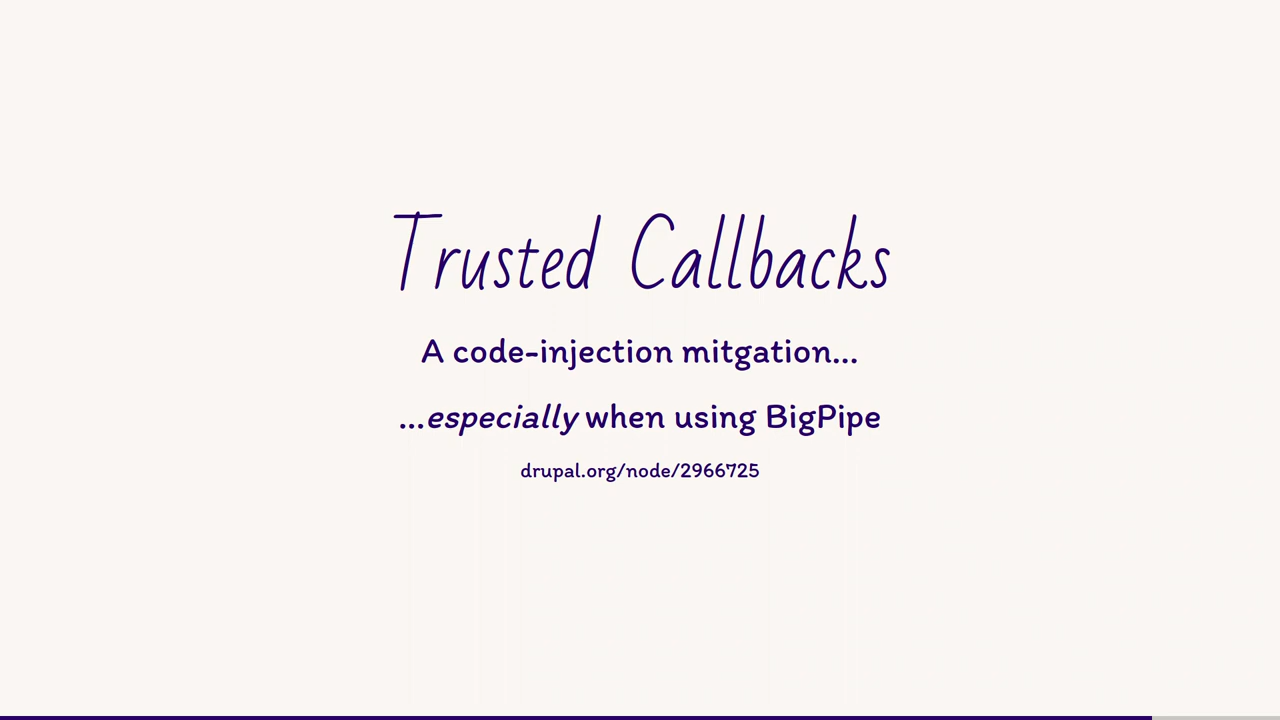 Trusted Callbacks
A code-injection mitgation...
...especially when using BigPipe
drupal.org/node/2966725